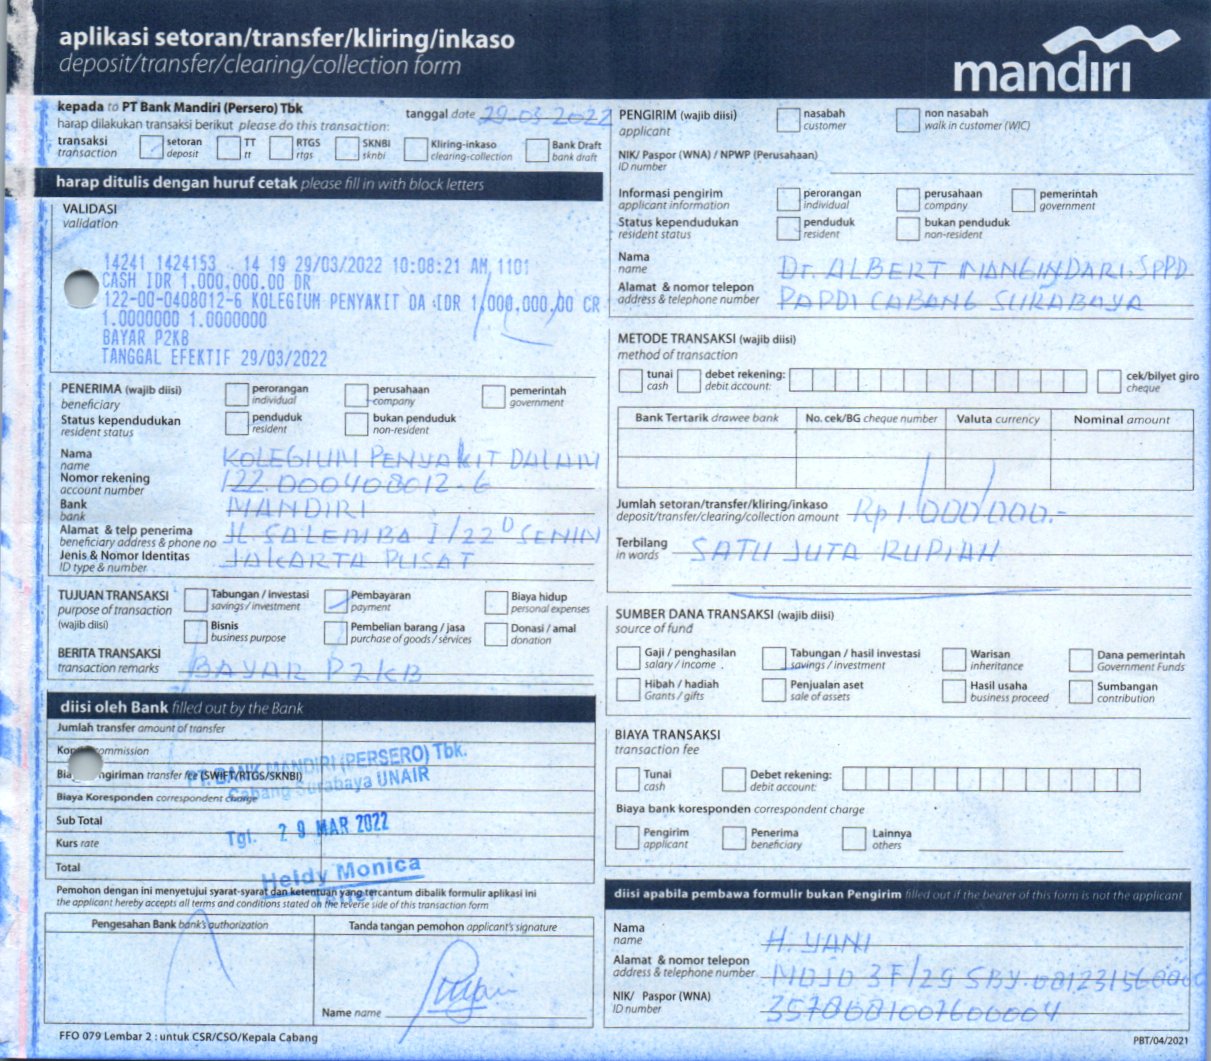 aplikasi setoran/transfer/kliring/inkaso
deposit/transfer/clearing/collection form
mandiri
kepada to PT Bank Mandiri (Persero) Tbk
tanggal date 29-03-2022
harap dilakukan transaksi berikut please do this transaction:
transaksi transaction
setoran deposit
TT tt
RTGS rtgs
SKNBI sknbi
Kliring-inkaso clearing-collection
Bank Draft bank draft
harap ditulis dengan huruf cetak please fill in with block letters
VALIDASI
validation
14241 1424153 . 14 19 29/03/2022 10:08:21 AM 1101
CASH IDR 1,000,000.00 DR
122-00-0408012-6 KOLEGIUM PENYAKIT DA IDR 1,000,000.00 CR
1.0000000 1.0000000
BAYAR P2KB
TANGGAL EFEKTIF 29/03/2022
PENERIMA (wajib diisi)
beneficiary
perorangan individual
perusahaan company
pemerintah government
Status kependudukan
resident status
penduduk resident
bukan penduduk non-resident
Nama name KOLEGIUM PENYAKIT DALAM
Nomor rekening account number 122.000408012-6
Bank bank MANDIRI
Alamat & telp penerima beneficiary address & phone no JL SALEMBA I/22 D SENIN
Jenis & Nomor Identitas ID type & number JAKARTA PUSAT
TUJUAN TRANSAKSI
purpose of transaction
(wajib diisi)
Tabungan / investasi savings / investment
Pembayaran payment
Biaya hidup personal expenses
Bisnis business purpose
Pembelian barang / jasa purchase of goods / services
Donasi / amal donation
BERITA TRANSAKSI
transaction remarks BAYAR P2KB
diisi oleh Bank filled out by the Bank
Jumlah transfer amount of transfer
commission
transfer fee (SWIFT/RTGS/SKNBI)
Biaya Koresponden correspondent charge
Sub Total
Kurs rate
Total
PT. BANK MANDIRI (PERSERO) Tbk.
Cabang Surabaya UNAIR
Tgl. 29 MAR 2022
Heldy Monica
Teller
Pemohon dengan ini menyetujui syarat-syarat dan ketentuan yang tercantum dibalik formulir aplikasi ini
the applicant hereby accepts all terms and conditions stated on the reverse side of this transaction form
Pengesahan Bank bank's authorization
Tanda tangan pemohon applicant's signature
Name name
FFO 079 Lembar 2 : untuk CSR/CSO/Kepala Cabang
PENGIRIM (wajib diisi)
applicant
nasabah customer
non nasabah walk in customer (WIC)
NIK/ Paspor (WNA) / NPWP (Perusahaan)
ID number
Informasi pengirim
applicant information
perorangan individual
perusahaan company
pemerintah government
Status kependudukan
resident status
penduduk resident
bukan penduduk non-resident
Nama name Dr. ALBERT MANGINDARI. SPPD
Alamat & nomor telepon address & telephone number PAPDI CABANG SURABAYA
METODE TRANSAKSI (wajib diisi)
method of transaction
tunai cash
debet rekening: debit account:
cek/bilyet giro cheque
Bank Tertarik drawee bank
No. cek/BG cheque number
Valuta currency
Nominal amount
Jumlah setoran/transfer/kliring/inkaso
deposit/transfer/clearing/collection amount Rp 1.000.000.-
Terbilang in words SATU JUTA RUPIAH
SUMBER DANA TRANSAKSI (wajib diisi)
source of fund
Gaji / penghasilan salary / income
Tabungan / hasil investasi savings / investment
Warisan inheritance
Dana pemerintah Government Funds
Hibah / hadiah Grants / gifts
Penjualan aset sale of assets
Hasil usaha business proceed
Sumbangan contribution
BIAYA TRANSAKSI
transaction fee
Tunai cash
Debet rekening: debit account:
Biaya bank koresponden correspondent charge
Pengirim applicant
Penerima beneficiary
Lainnya others
diisi apabila pembawa formulir bukan Pengirim filled out if the bearer of this form is not the applicant
Nama name H. YANI
Alamat & nomor telepon address & telephone number MOJO 3F/29 SBY
NIK/ Paspor (WNA)
ID number 3578081007600004
PBT/04/2021